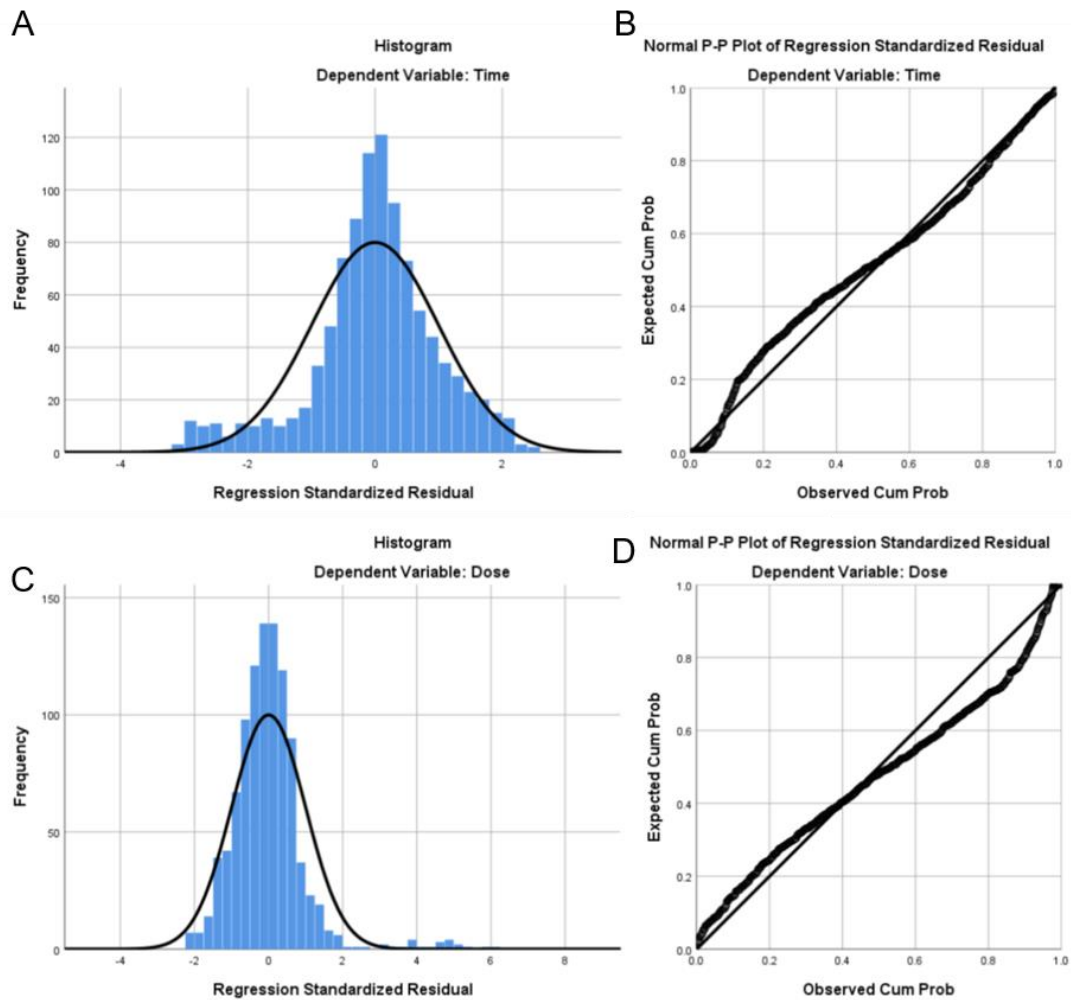 A
Histogram
Dependent Variable: Time
Frequency
120
100
80
60
40
20
0
-4
-2
0
2
Regression Standardized Residual
B
Normal P-P Plot of Regression Standardized Residual
Dependent Variable: Time
Expected Cum Prob
1.0
0.8
0.6
0.4
0.2
0.0
0.0
0.2
0.4
0.6
0.8
1.0
Observed Cum Prob
C
Histogram
Dependent Variable: Dose
Frequency
150
100
50
0
-4
-2
0
2
4
6
8
Regression Standardized Residual
D
Normal P-P Plot of Regression Standardized Residual
Dependent Variable: Dose
Expected Cum Prob
1.0
0.8
0.6
0.4
0.2
0.0
0.0
0.2
0.4
0.6
0.8
1.0
Observed Cum Prob